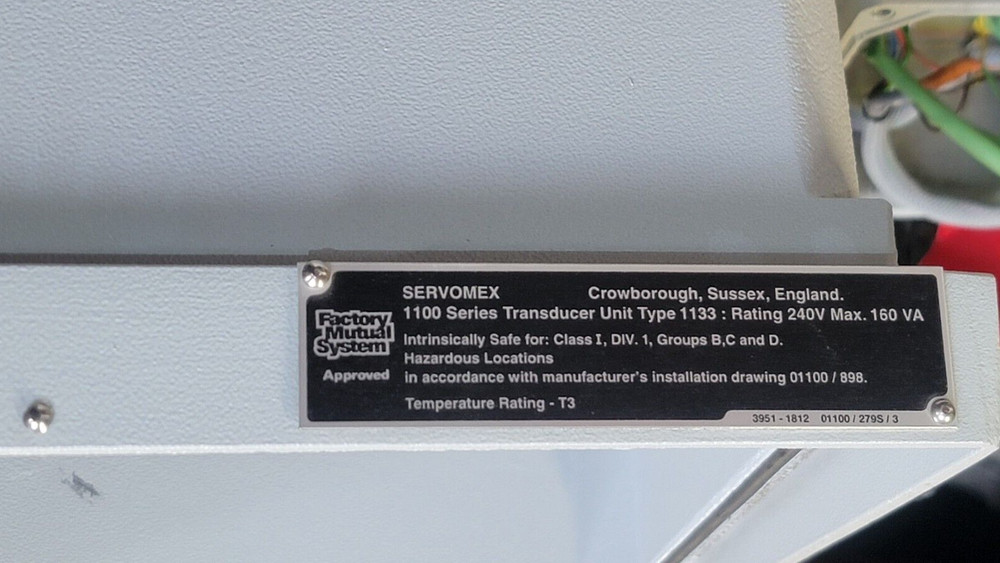 SERVOMEX Crowborough, Sussex, England.
1100 Series Transducer Unit Type 1133 : Rating 240V Max. 160 VA
Factory
Mutual
System
Approved
Intrinsically Safe for: Class I, DIV. 1, Groups B,C and D.
Hazardous Locations
in accordance with manufacturer's installation drawing 01100 / 898.
Temperature Rating - T3
3951 - 1812 01100 / 279S / 3